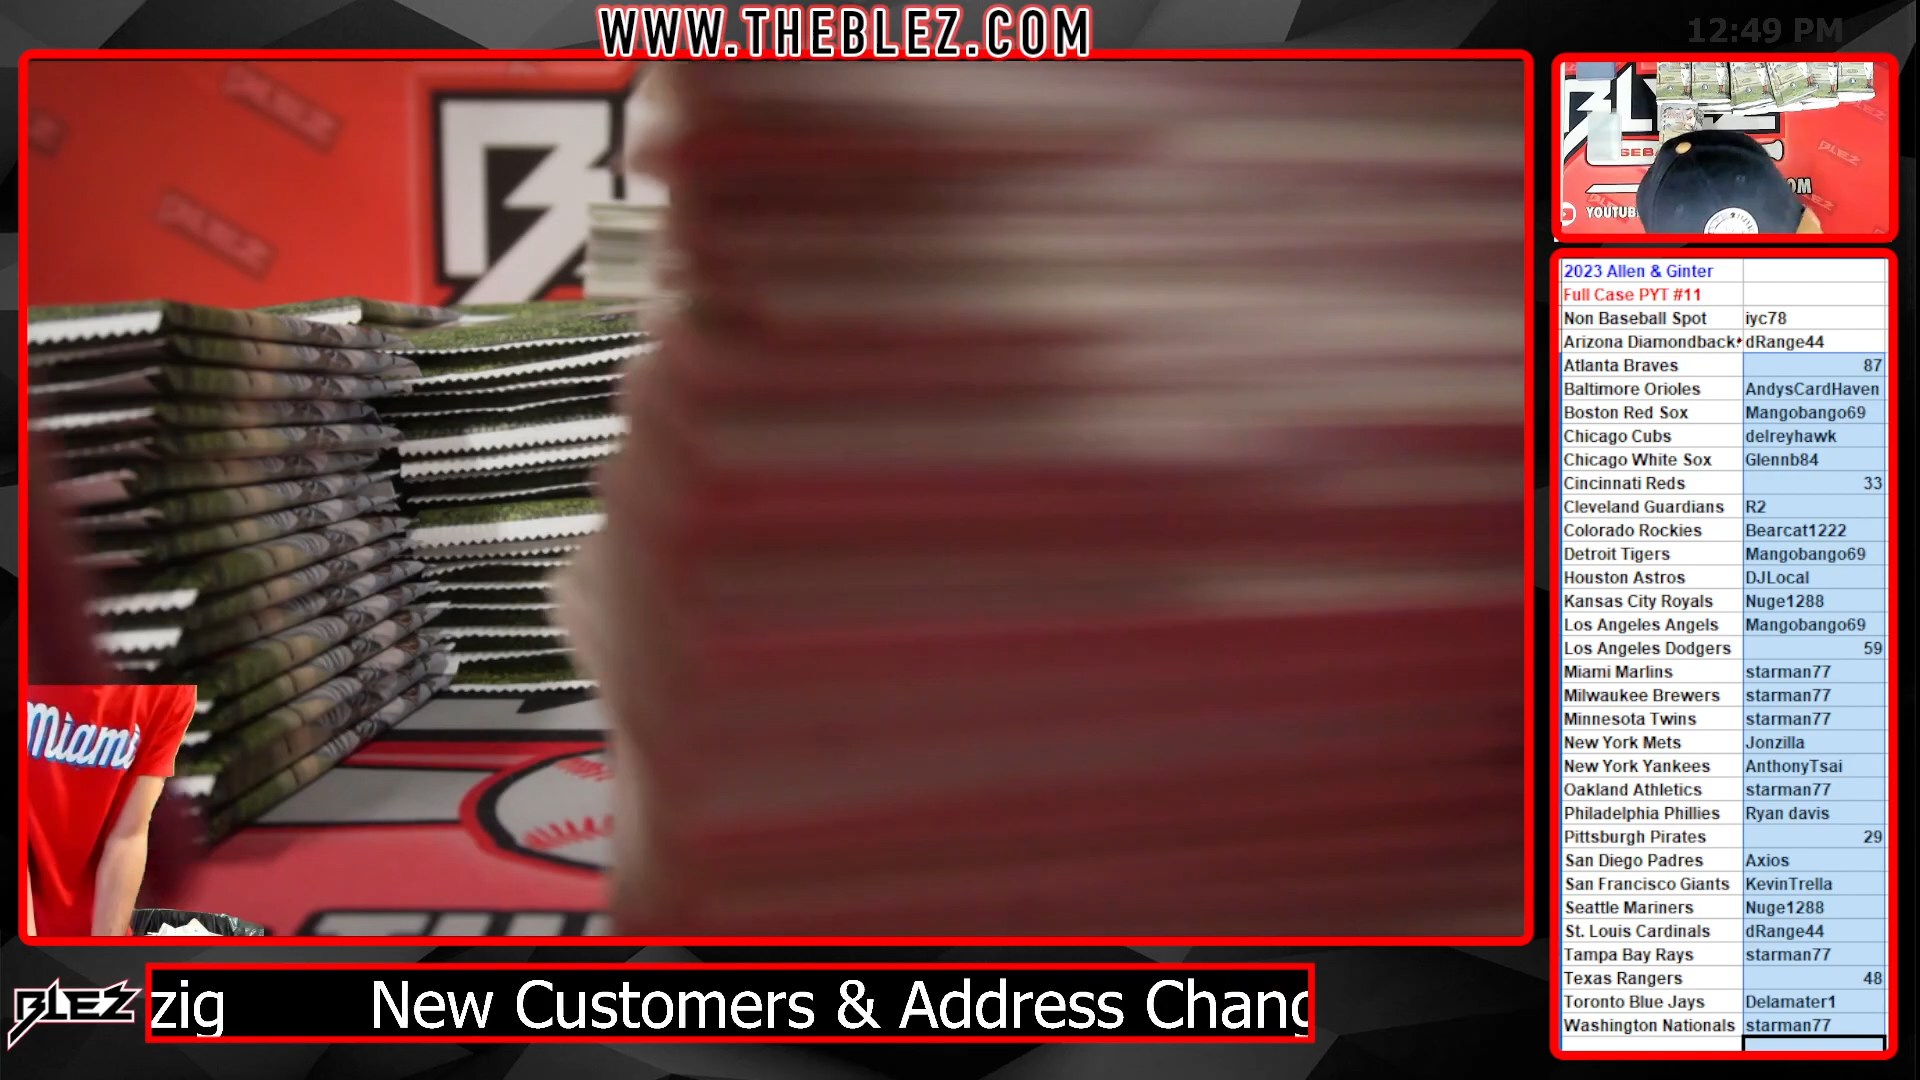 WWW.THEBLEZ.COM
12:49 PM
BLEZ
YOUTUB
OM
2023 Allen & Ginter
Full Case PYT #11
Non Baseball Spot iyc78
Arizona Diamondback dRange44
Atlanta Braves 87
Baltimore Orioles AndysCardHaven
Boston Red Sox Mangobango69
Chicago Cubs delreyhawk
Chicago White Sox Glennb84
Cincinnati Reds 33
Cleveland Guardians R2
Colorado Rockies Bearcat1222
Detroit Tigers Mangobango69
Houston Astros DJLocal
Kansas City Royals Nuge1288
Los Angeles Angels Mangobango69
Los Angeles Dodgers 59
Miami Marlins starman77
Milwaukee Brewers starman77
Minnesota Twins starman77
New York Mets Jonzilla
New York Yankees AnthonyTsai
Oakland Athletics starman77
Philadelphia Phillies Ryan davis
Pittsburgh Pirates 29
San Diego Padres Axios
San Francisco Giants KevinTrella
Seattle Mariners Nuge1288
St. Louis Cardinals dRange44
Tampa Bay Rays starman77
Texas Rangers 48
Toronto Blue Jays Delamater1
Washington Nationals starman77
Miami
BLEZ
zig New Customers & Address Chang